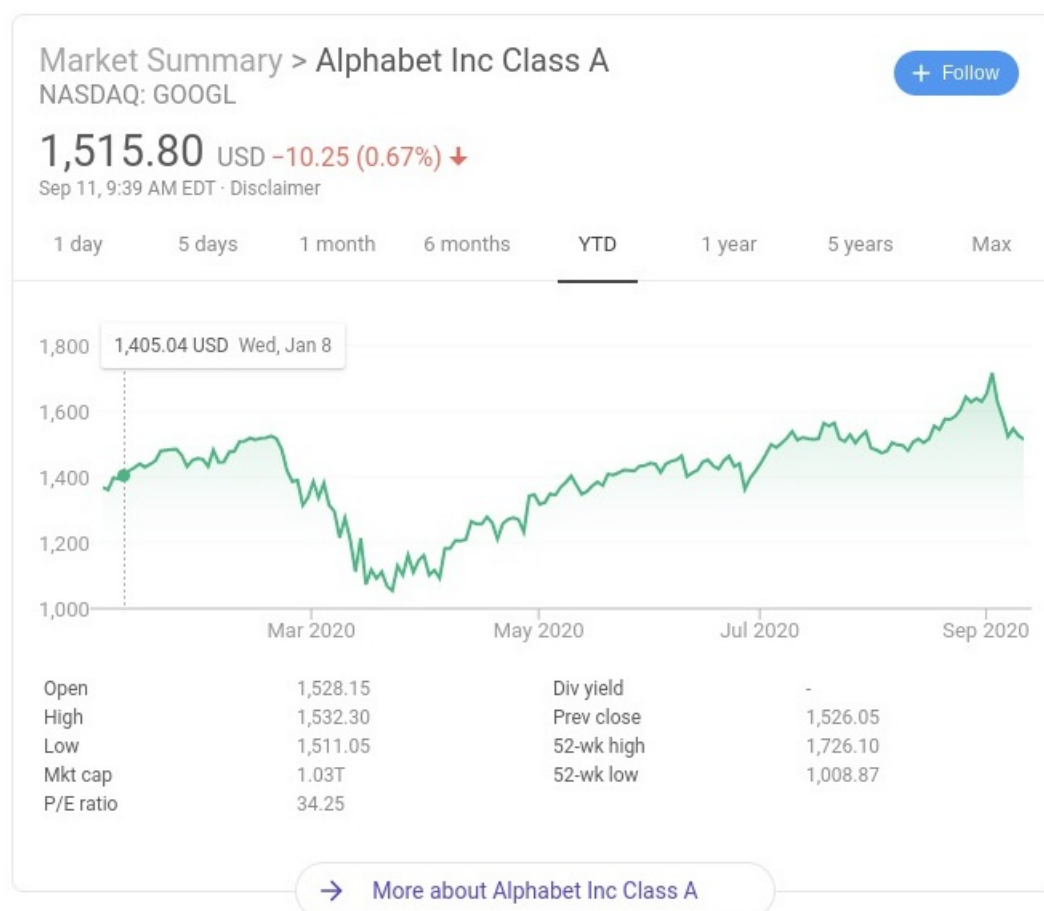 Market Summary > Alphabet Inc Class A
+ Follow
NASDAQ: GOOGL
1,515.80 USD −10.25 (0.67%) ↓
Sep 11, 9:39 AM EDT · Disclaimer
1 day 5 days 1 month 6 months YTD 1 year 5 years Max
1,405.04 USD Wed, Jan 8
1,800
1,600
1,400
1,200
1,000
Mar 2020 May 2020 Jul 2020 Sep 2020
Open 1,528.15 Div yield -
High 1,532.30 Prev close 1,526.05
Low 1,511.05 52-wk high 1,726.10
Mkt cap 1.03T 52-wk low 1,008.87
P/E ratio 34.25
→ More about Alphabet Inc Class A